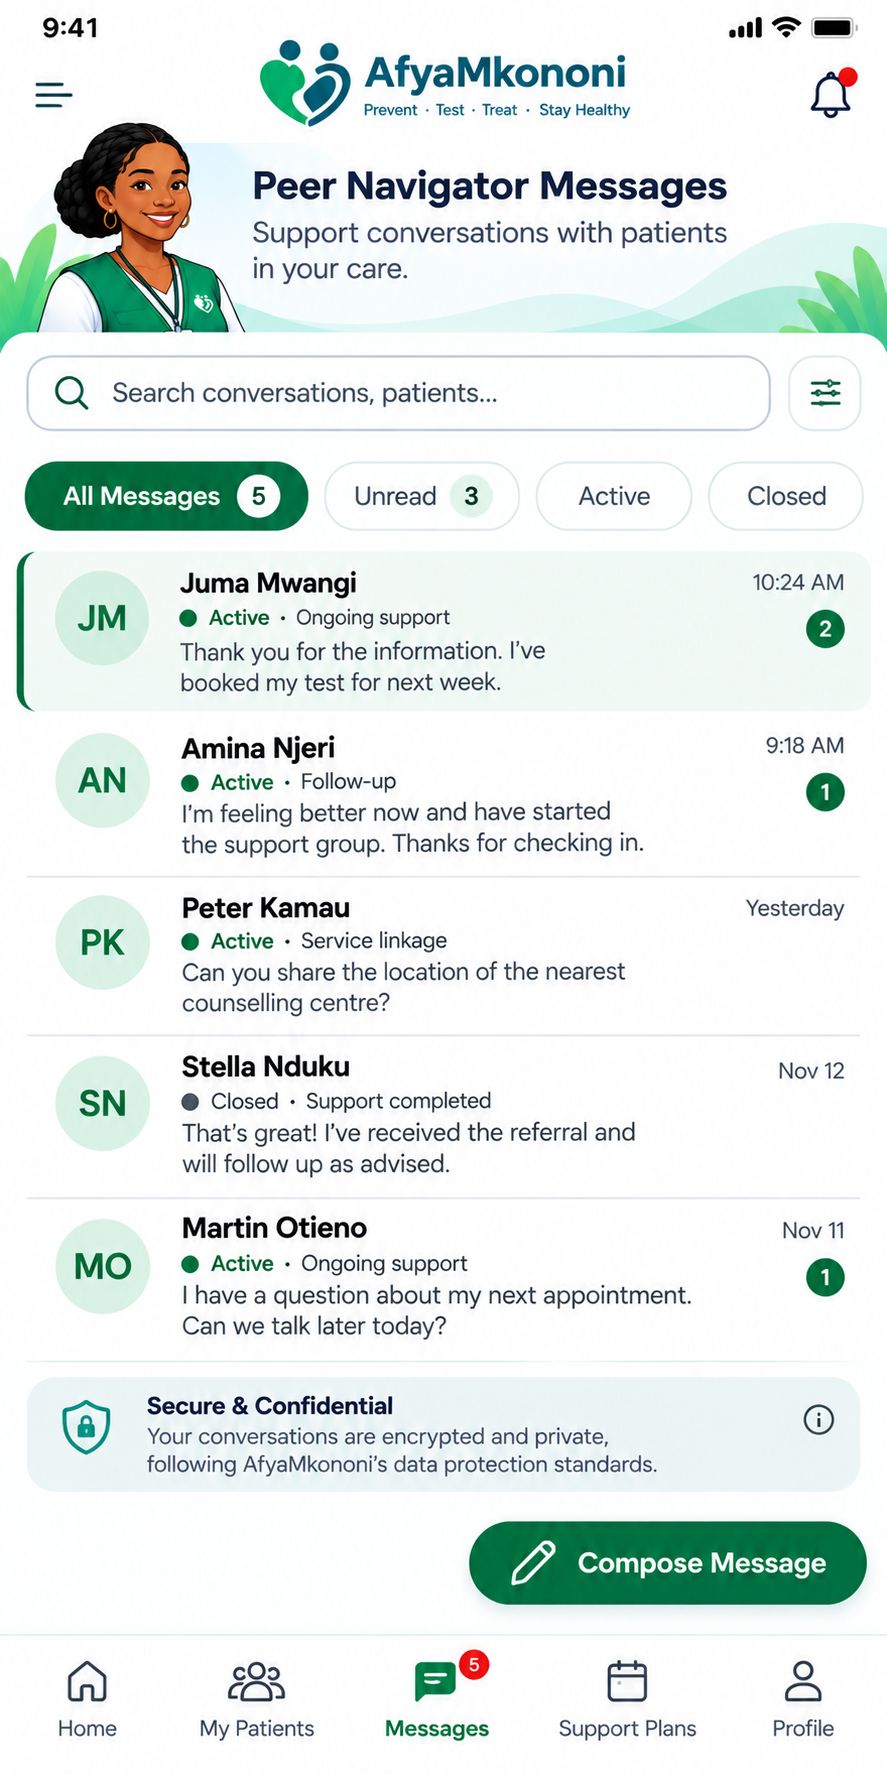 9:41
AfyaMkononi
Prevent · Test · Treat · Stay Healthy
Peer Navigator Messages
Support conversations with patients
in your care.
Search conversations, patients...
All Messages 5
Unread 3
Active
Closed
JM
Juma Mwangi
10:24 AM
Active · Ongoing support
2
Thank you for the information. I've
booked my test for next week.
AN
Amina Njeri
9:18 AM
Active · Follow-up
1
I'm feeling better now and have started
the support group. Thanks for checking in.
PK
Peter Kamau
Yesterday
Active · Service linkage
Can you share the location of the nearest
counselling centre?
SN
Stella Nduku
Nov 12
Closed · Support completed
That's great! I've received the referral and
will follow up as advised.
MO
Martin Otieno
Nov 11
Active · Ongoing support
1
I have a question about my next appointment.
Can we talk later today?
Secure & Confidential
Your conversations are encrypted and private,
following AfyaMkononi's data protection standards.
Compose Message
5
Home
My Patients
Messages
Support Plans
Profile